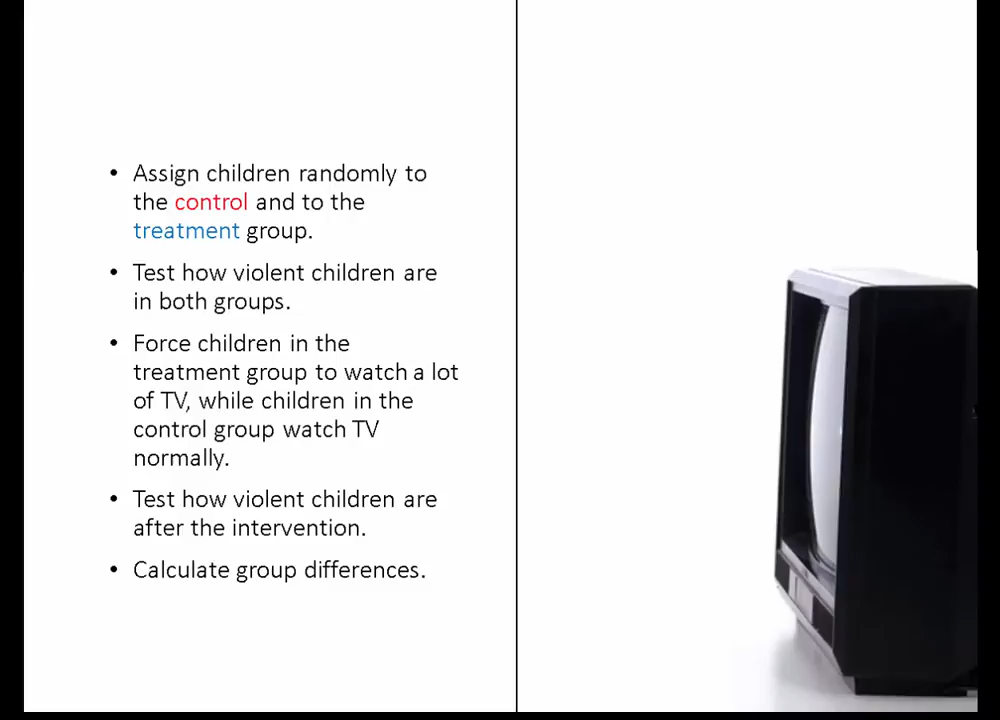 • Assign children randomly to
the control and to the
treatment group.
• Test how violent children are
in both groups.
• Force children in the
treatment group to watch a lot
of TV, while children in the
control group watch TV
normally.
• Test how violent children are
after the intervention.
• Calculate group differences.